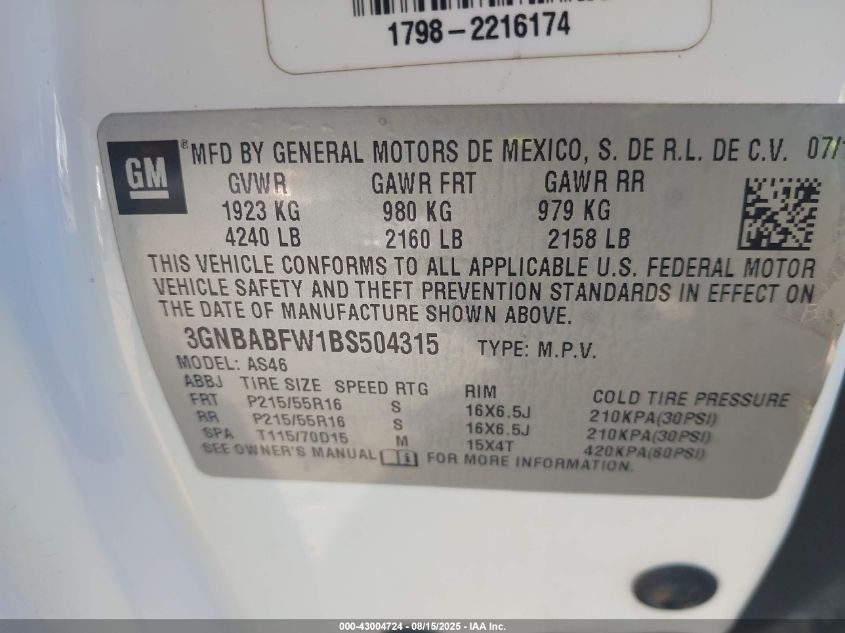 1798-2216174
GM ® MFD BY GENERAL MOTORS DE MEXICO, S. DE R.L. DE C.V. 07/
GVWR GAWR FRT GAWR RR
1923 KG 980 KG 979 KG
4240 LB 2160 LB 2158 LB
THIS VEHICLE CONFORMS TO ALL APPLICABLE U.S. FEDERAL MOTOR
VEHICLE SAFETY AND THEFT PREVENTION STANDARDS IN EFFECT ON
THE DATE OF MANUFACTURE SHOWN ABOVE.
3GNBABFW1BS504315 TYPE: M.P.V.
MODEL: AS46
ABBJ TIRE SIZE SPEED RTG RIM COLD TIRE PRESSURE
FRT P215/55R16 S 16X6.5J 210KPA(30PSI)
RR P215/55R16 S 16X6.5J 210KPA(30PSI)
SPA T115/70D15 M 15X4T 420KPA(60PSI)
SEE OWNER'S MANUAL FOR MORE INFORMATION.
000-43004724 - 08/15/2025 - IAA Inc.